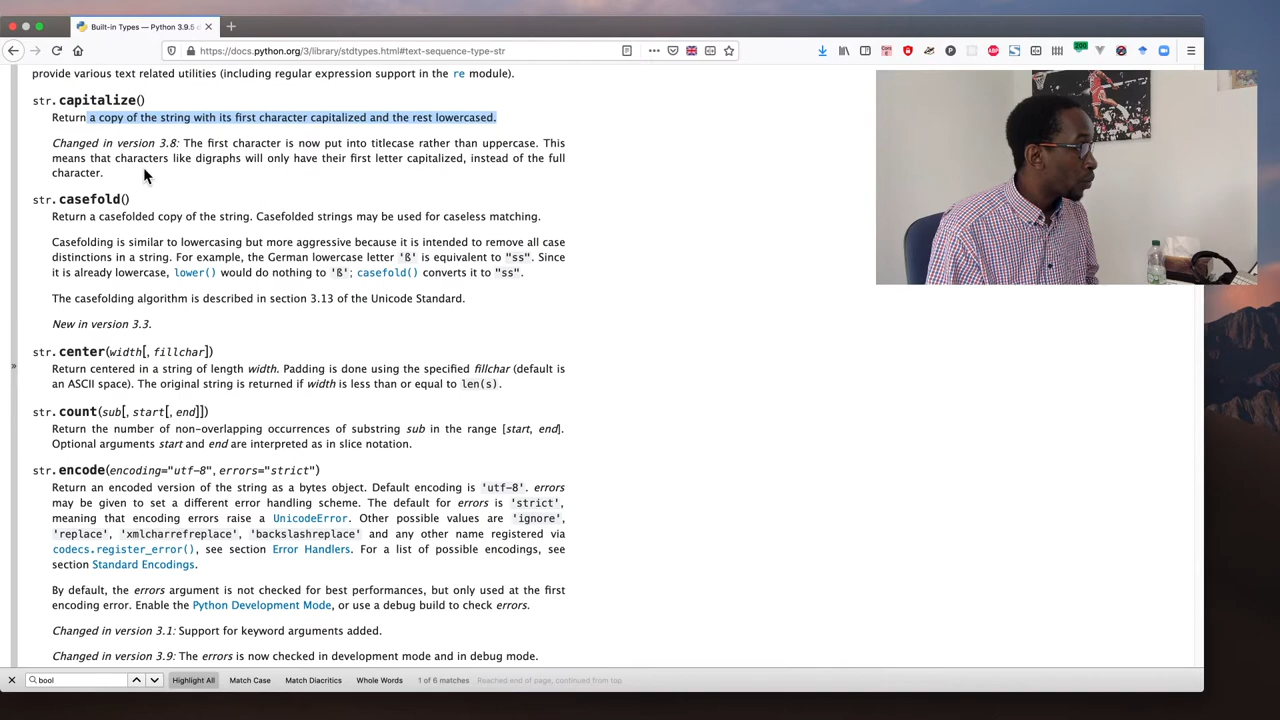 Built-in Types — Python 3.9.5
https://docs.python.org/3/library/stdtypes.html#text-sequence-type-str
provide various text related utilities (including regular expression support in the re module).
str.capitalize()
Return a copy of the string with its first character capitalized and the rest lowercased.
Changed in version 3.8: The first character is now put into titlecase rather than uppercase. This
means that characters like digraphs will only have their first letter capitalized, instead of the full
character.
str.casefold()
Return a casefolded copy of the string. Casefolded strings may be used for caseless matching.
Casefolding is similar to lowercasing but more aggressive because it is intended to remove all case
distinctions in a string. For example, the German lowercase letter 'ß' is equivalent to "ss". Since
it is already lowercase, lower() would do nothing to 'ß'; casefold() converts it to "ss".
The casefolding algorithm is described in section 3.13 of the Unicode Standard.
New in version 3.3.
str.center(width[, fillchar])
Return centered in a string of length width. Padding is done using the specified fillchar (default is
an ASCII space). The original string is returned if width is less than or equal to len(s).
str.count(sub[, start[, end]])
Return the number of non-overlapping occurrences of substring sub in the range [start, end].
Optional arguments start and end are interpreted as in slice notation.
str.encode(encoding="utf-8", errors="strict")
Return an encoded version of the string as a bytes object. Default encoding is 'utf-8'. errors
may be given to set a different error handling scheme. The default for errors is 'strict',
meaning that encoding errors raise a UnicodeError. Other possible values are 'ignore',
'replace', 'xmlcharrefreplace', 'backslashreplace' and any other name registered via
codecs.register_error(), see section Error Handlers. For a list of possible encodings, see
section Standard Encodings.
By default, the errors argument is not checked for best performances, but only used at the first
encoding error. Enable the Python Development Mode, or use a debug build to check errors.
Changed in version 3.1: Support for keyword arguments added.
Changed in version 3.9: The errors is now checked in development mode and in debug mode.
bool Highlight All Match Case Match Diacritics Whole Words 1 of 6 matches Reached end of page, continued from top